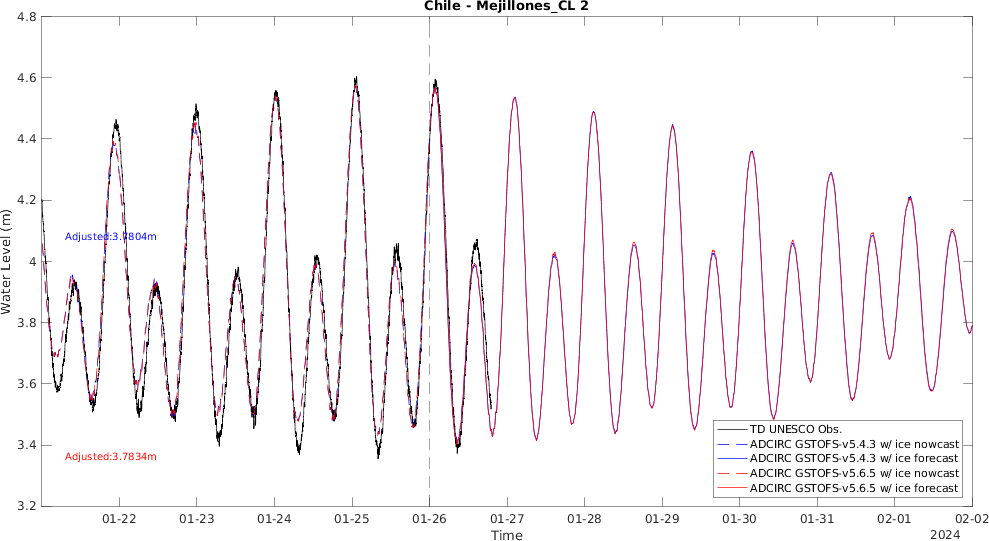 Chile - Mejillones_CL 2
4.8
4.6
4.4
4.2
4
3.8
3.6
3.4
3.2
Water Level (m)
Adjusted:3.7804m
Adjusted:3.7834m
TD UNESCO Obs.
ADCIRC GSTOFS-v5.4.3 w/ ice nowcast
ADCIRC GSTOFS-v5.4.3 w/ ice forecast
ADCIRC GSTOFS-v5.6.5 w/ ice nowcast
ADCIRC GSTOFS-v5.6.5 w/ ice forecast
01-22 01-23 01-24 01-25 01-26 01-27 01-28 01-29 01-30 01-31 02-01 02-02
Time
2024